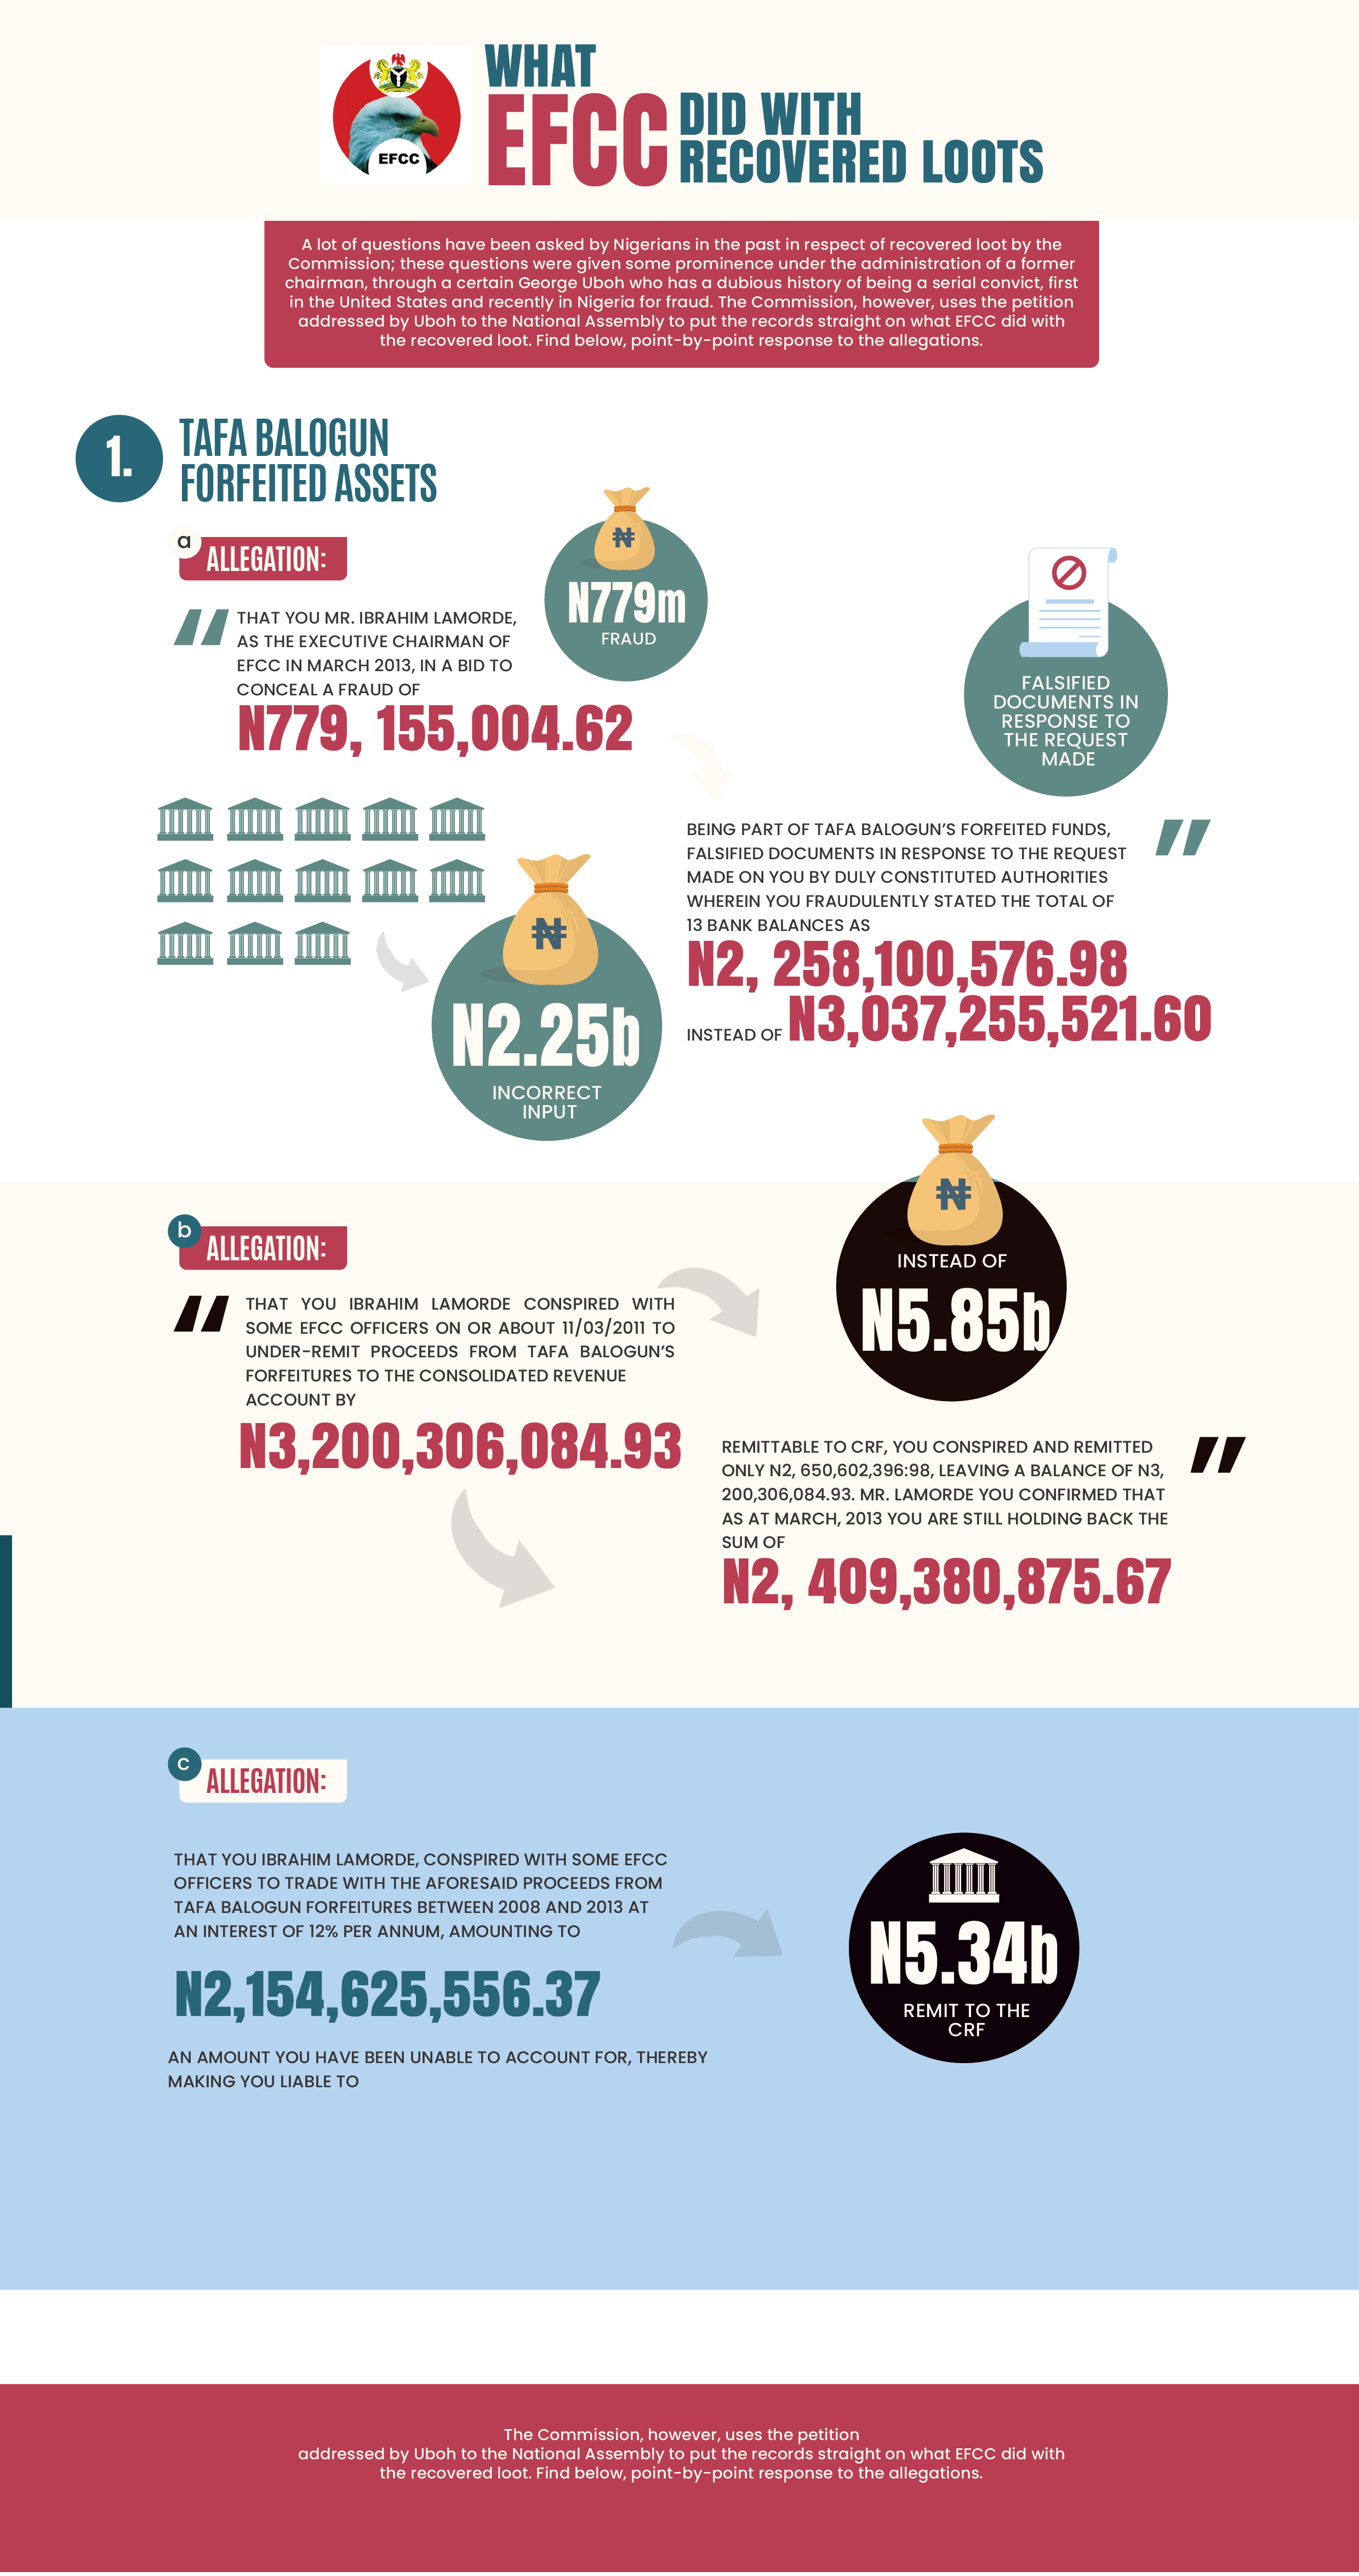 EFCC
WHAT
EFCC DID WITH
RECOVERED LOOTS
A lot of questions have been asked by Nigerians in the past in respect of recovered loot by the
Commission; these questions were given some prominence under the administration of a former
chairman, through a certain George Uboh who has a dubious history of being a serial convict, first
in the United States and recently in Nigeria for fraud. The Commission, however, uses the petition
addressed by Uboh to the National Assembly to put the records straight on what EFCC did with
the recovered loot. Find below, point-by-point response to the allegations.
1.
TAFA BALOGUN
FORFEITED ASSETS
a
ALLEGATION:
"
THAT YOU MR. IBRAHIM LAMORDE,
AS THE EXECUTIVE CHAIRMAN OF
EFCC IN MARCH 2013, IN A BID TO
CONCEAL A FRAUD OF
N779, 155,004.62
₦
N779m
FRAUD
FALSIFIED
DOCUMENTS IN
RESPONSE TO
THE REQUEST
MADE
₦
N2.25b
INCORRECT
INPUT
BEING PART OF TAFA BALOGUN'S FORFEITED FUNDS,
FALSIFIED DOCUMENTS IN RESPONSE TO THE REQUEST
MADE ON YOU BY DULY CONSTITUTED AUTHORITIES
WHEREIN YOU FRAUDULENTLY STATED THE TOTAL OF
13 BANK BALANCES AS
N2, 258,100,576.98
INSTEAD OF N3,037,255,521.60
"
b
ALLEGATION:
"
THAT YOU IBRAHIM LAMORDE CONSPIRED WITH
SOME EFCC OFFICERS ON OR ABOUT 11/03/2011 TO
UNDER-REMIT PROCEEDS FROM TAFA BALOGUN'S
FORFEITURES TO THE CONSOLIDATED REVENUE
ACCOUNT BY
N3,200,306,084.93
₦
INSTEAD OF
N5.85b
REMITTABLE TO CRF, YOU CONSPIRED AND REMITTED
ONLY N2, 650,602,396:98, LEAVING A BALANCE OF N3,
200,306,084.93. MR. LAMORDE YOU CONFIRMED THAT
AS AT MARCH, 2013 YOU ARE STILL HOLDING BACK THE
SUM OF
N2, 409,380,875.67
"
c
ALLEGATION:
THAT YOU IBRAHIM LAMORDE, CONSPIRED WITH SOME EFCC
OFFICERS TO TRADE WITH THE AFORESAID PROCEEDS FROM
TAFA BALOGUN FORFEITURES BETWEEN 2008 AND 2013 AT
AN INTEREST OF 12% PER ANNUM, AMOUNTING TO
N2,154,625,556.37
AN AMOUNT YOU HAVE BEEN UNABLE TO ACCOUNT FOR, THEREBY
MAKING YOU LIABLE TO
N5.34b
REMIT TO THE
CRF
The Commission, however, uses the petition
addressed by Uboh to the National Assembly to put the records straight on what EFCC did with
the recovered loot. Find below, point-by-point response to the allegations.